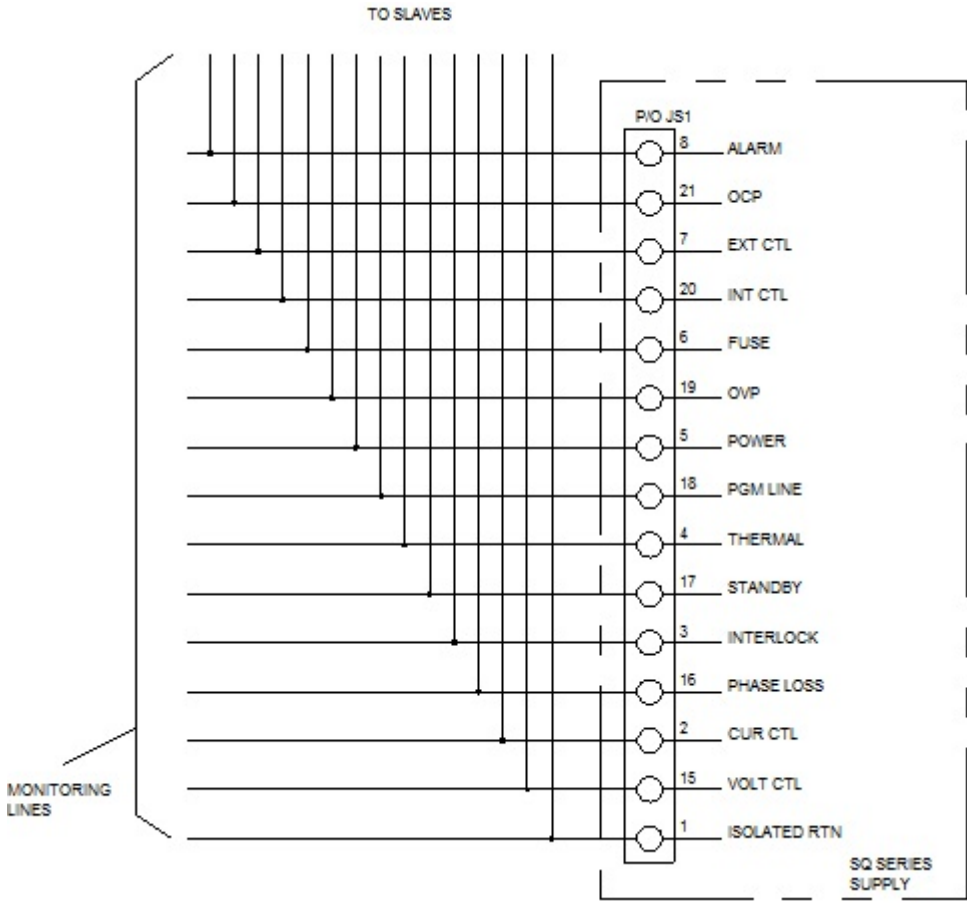 TO SLAVES
P/O JS1
8 ALARM
21 OCP
7 EXT CTL
20 INT CTL
6 FUSE
19 OVP
5 POWER
18 PGM LINE
4 THERMAL
17 STANDBY
3 INTERLOCK
16 PHASE LOSS
2 CUR CTL
15 VOLT CTL
1 ISOLATED RTN
MONITORING
LINES
SQ SERIES
SUPPLY